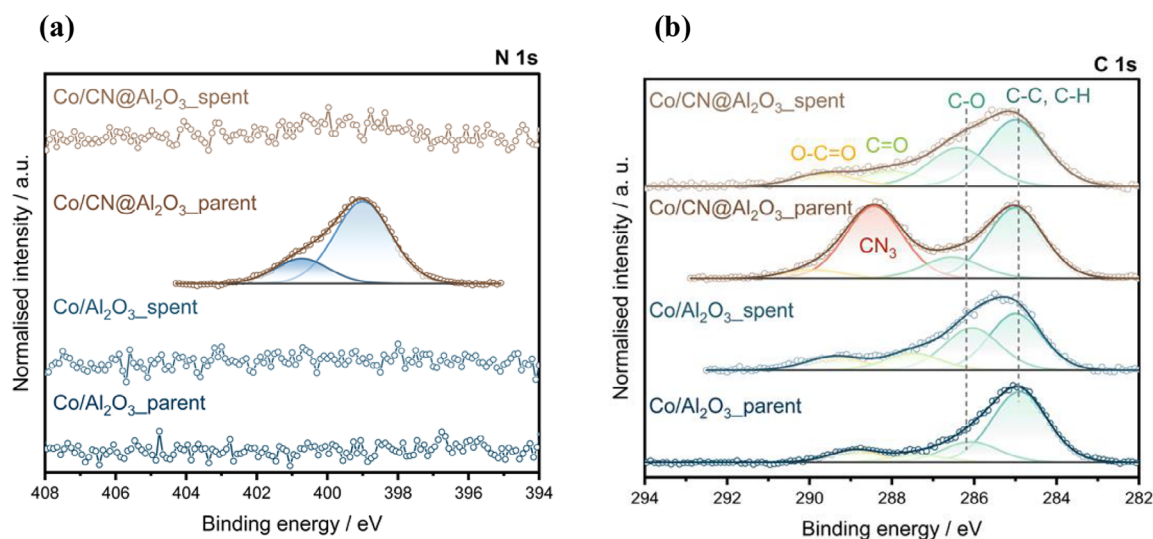 (a)
N 1s
Co/CN@Al₂O₃_spent
Co/CN@Al₂O₃_parent
Co/Al₂O₃_spent
Co/Al₂O₃_parent
Normalised intensity / a.u.
408 406 404 402 400 398 396 394
Binding energy / eV
(b)
C 1s
Co/CN@Al₂O₃_spent
C-O
C-C, C-H
O-C=O
C=O
Co/CN@Al₂O₃_parent
CN₃
Co/Al₂O₃_spent
Co/Al₂O₃_parent
Normalised intensity / a. u.
294 292 290 288 286 284 282
Binding energy / eV